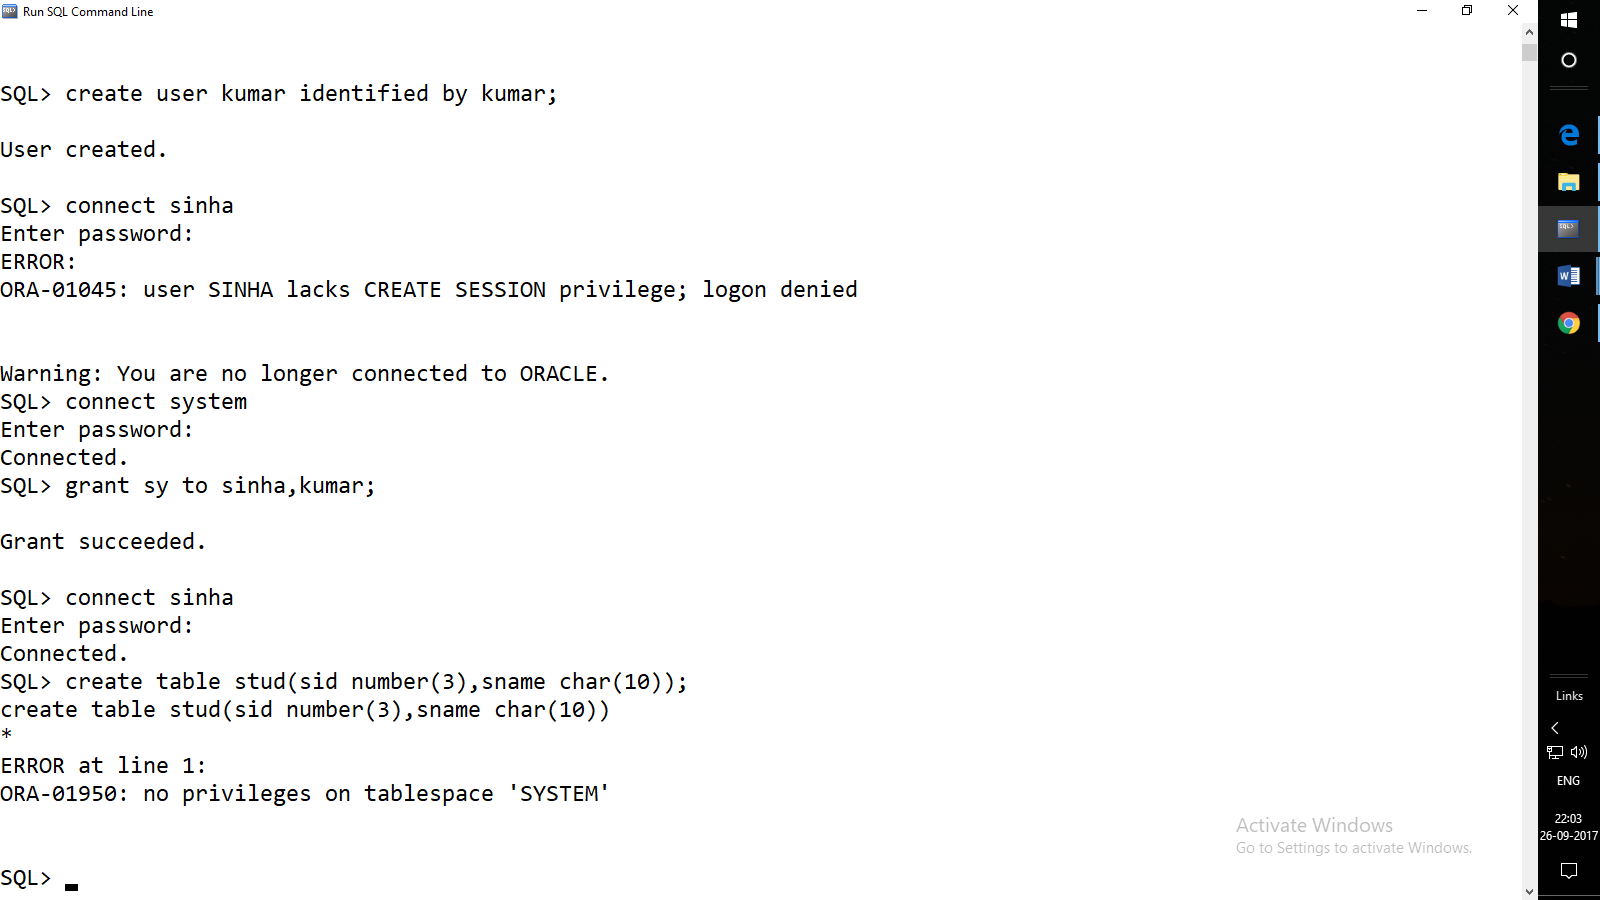 Run SQL Command Line
SQL> create user kumar identified by kumar;
User created.
SQL> connect sinha
Enter password:
ERROR:
ORA-01045: user SINHA lacks CREATE SESSION privilege; logon denied
Warning: You are no longer connected to ORACLE.
SQL> connect system
Enter password:
Connected.
SQL> grant sy to sinha,kumar;
Grant succeeded.
SQL> connect sinha
Enter password:
Connected.
SQL> create table stud(sid number(3),sname char(10));
create table stud(sid number(3),sname char(10))
*
ERROR at line 1:
ORA-01950: no privileges on tablespace 'SYSTEM'
SQL>
Activate Windows
Go to Settings to activate Windows.
Links
ENG
22:03
26-09-2017